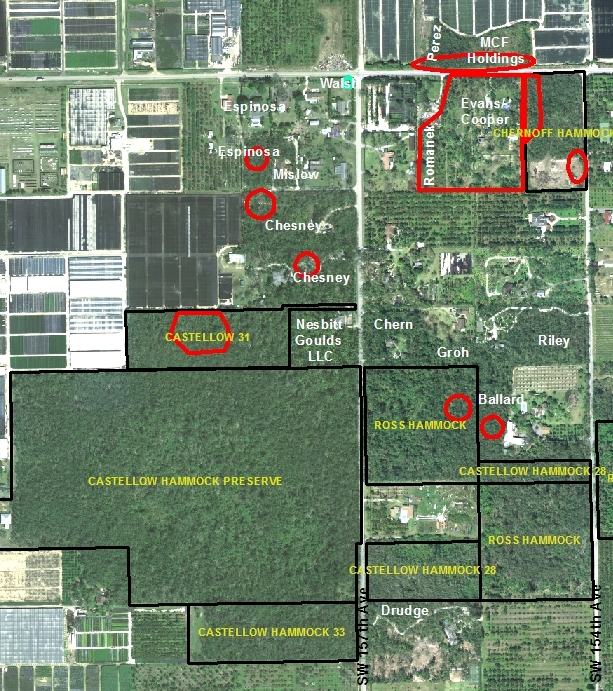 Perez
MCF
Holdings
Espinosa
Evans/
Cooper
Romanek
CHERNOFF HAMMOCK
Espinosa
Mislow
Chesney
Chesney
Nesbitt
Goulds
LLC
Chern
Riley
CASTELLOW 31
Groh
Ballard
ROSS HAMMOCK
CASTELLOW HAMMOCK 28
CASTELLOW HAMMOCK PRESERVE
ROSS HAMMOCK
CASTELLOW HAMMOCK 28
SW 157th Ave
SW 154th Ave
Drudge
CASTELLOW HAMMOCK 33